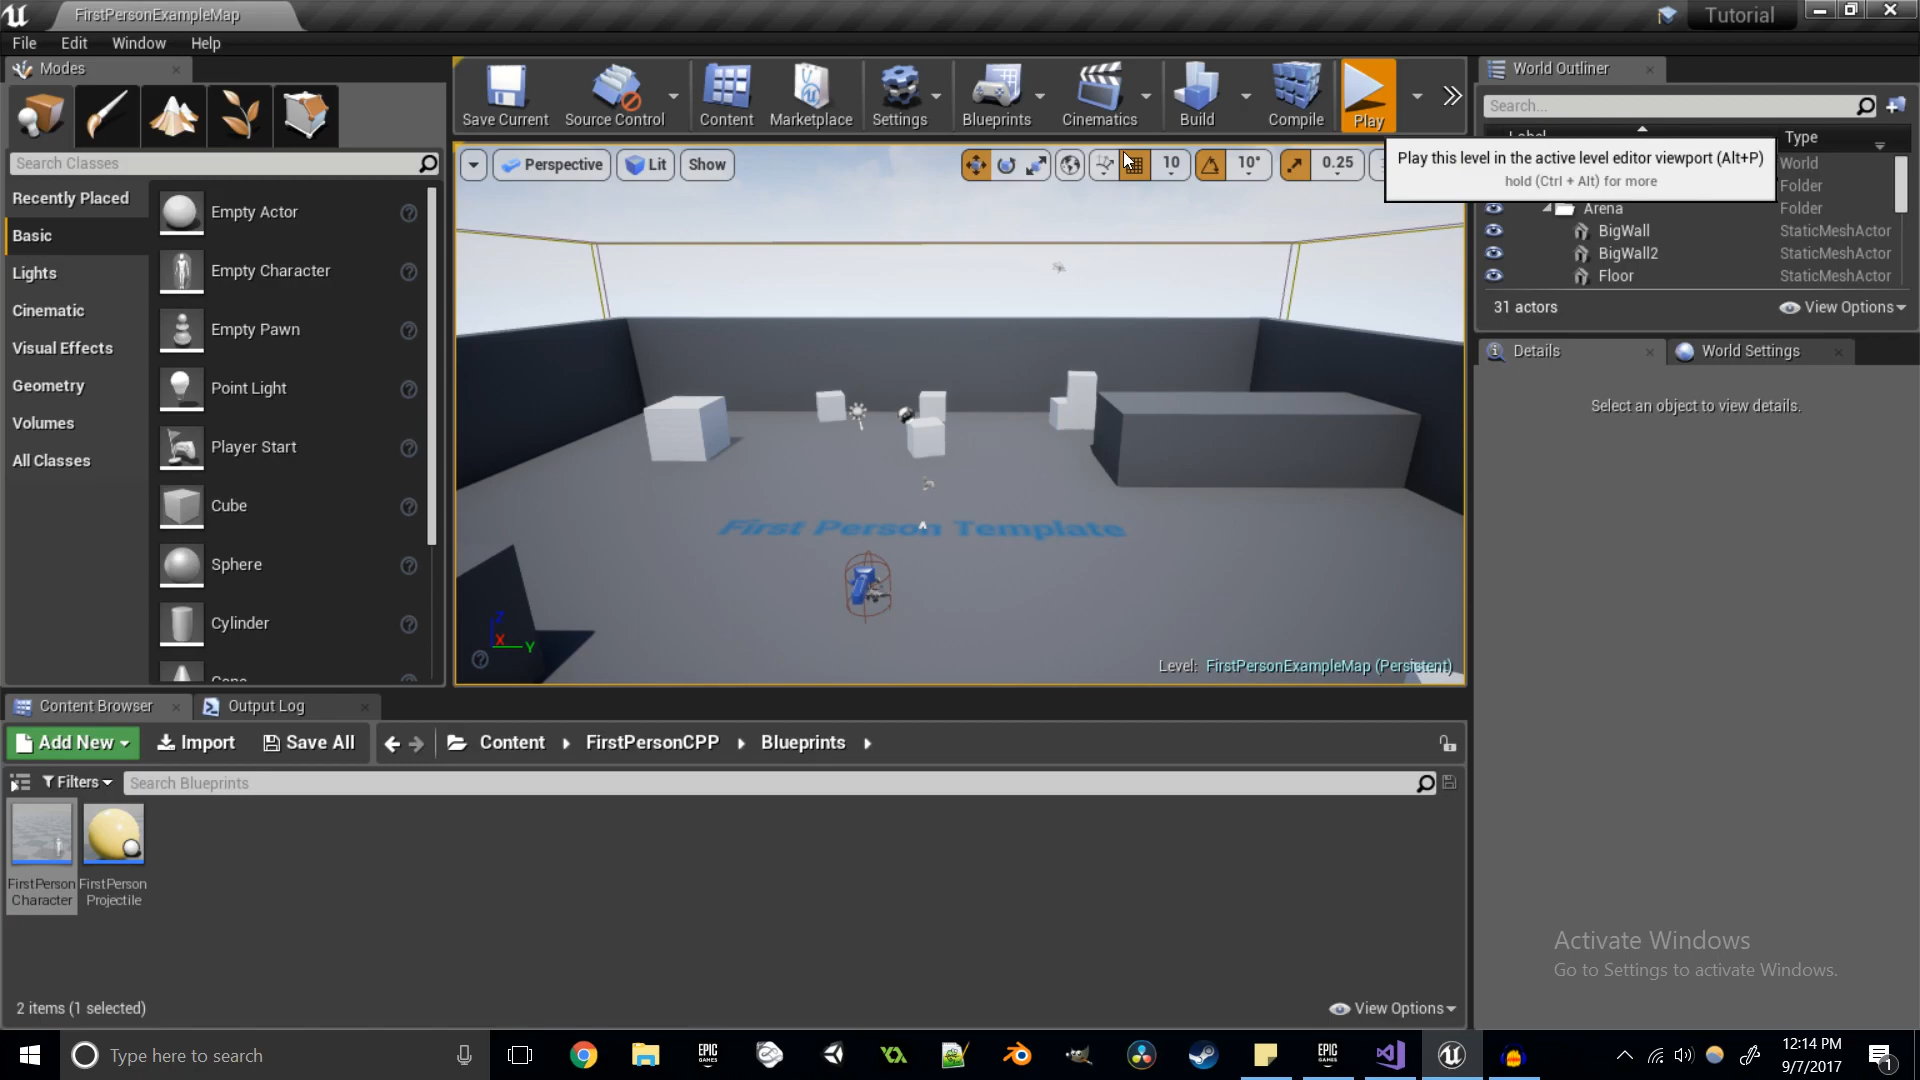 FirstPersonExampleMap
Tutorial
File Edit Window Help
Modes
Search Classes
Recently Placed
Basic
Lights
Cinematic
Visual Effects
Geometry
Volumes
All Classes
Empty Actor
Empty Character
Empty Pawn
Point Light
Player Start
Cube
Sphere
Cylinder
Save Current
Source Control
Content
Marketplace
Settings
Blueprints
Cinematics
Build
Compile
Play
Perspective
Lit
Show
10
10°
0.25
First Person Template
Z
X
Y
Level: FirstPersonExampleMap (Persistent)
World Outliner
Search...
Label
Type
Play this level in the active level editor viewport (Alt+P)
hold (Ctrl + Alt) for more
World
Folder
Arena Folder
BigWall StaticMeshActor
BigWall2 StaticMeshActor
Floor StaticMeshActor
31 actors
View Options
Details
World Settings
Select an object to view details.
Content Browser
Output Log
Add New
Import
Save All
Content
FirstPersonCPP
Blueprints
Filters
Search Blueprints
FirstPerson
Character
FirstPerson
Projectile
2 items (1 selected)
View Options
Activate Windows
Go to Settings to activate Windows.
Type here to search
EPIC
GAMES
EPIC
GAMES
12:14 PM
9/7/2017
1